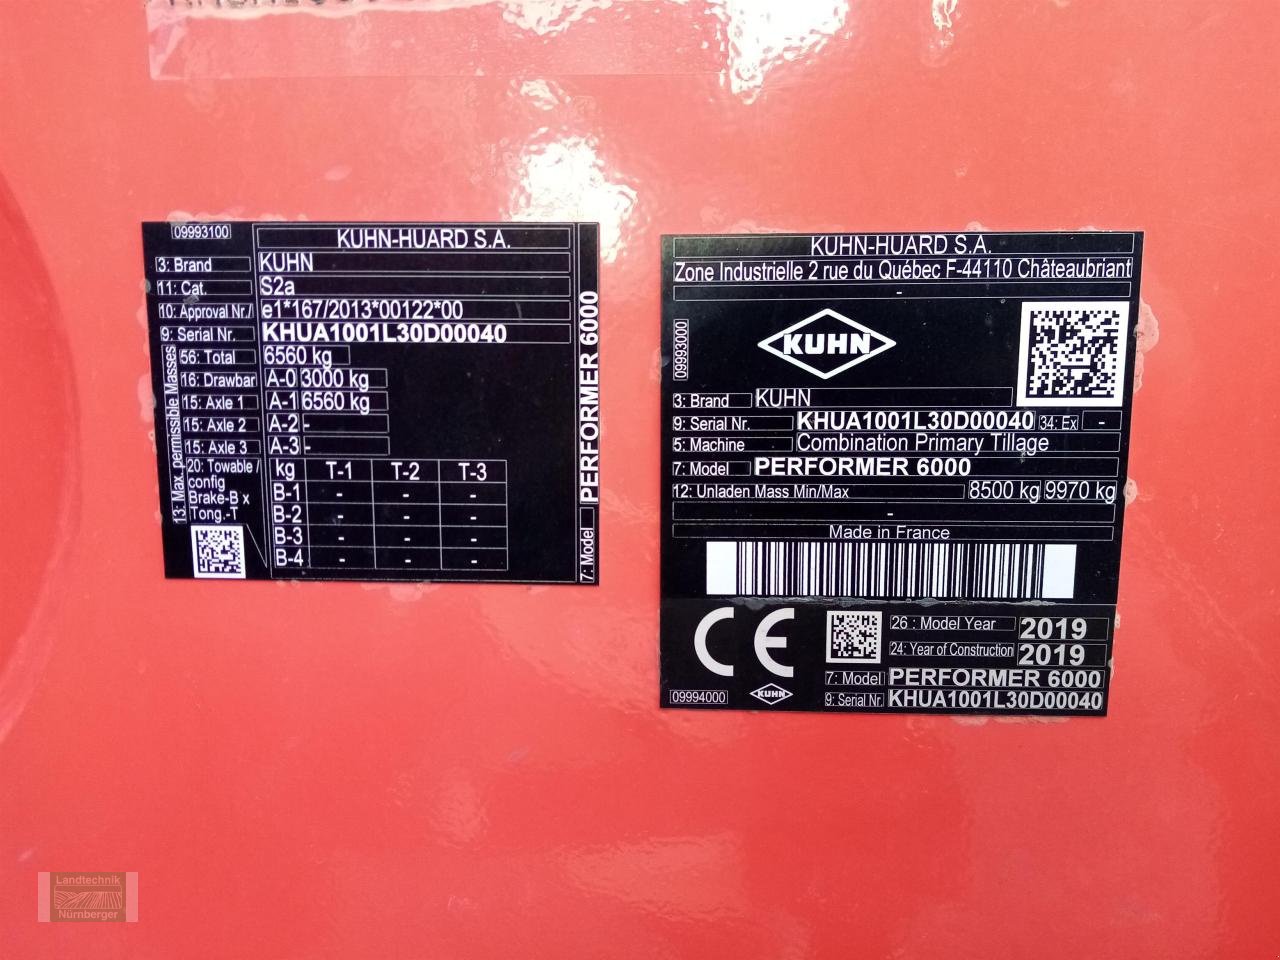 09993100
KUHN-HUARD S.A.
3: Brand KUHN
11: Cat. S2a
10: Approval Nr./ e1*167/2013*00122*00
9: Serial Nr. KHUA1001L30D00040
13: Max. permissible Masses
56: Total 6560 kg
16: Drawbar A-0 3000 kg
15: Axle 1 A-1 6560 kg
15: Axle 2 A-2 -
15: Axle 3 A-3 -
20: Towable /
config
Brake-B x
Tong.-T
kg T-1 T-2 T-3
B-1 - - -
B-2 - - -
B-3 - - -
B-4 - - -
7: Model PERFORMER 6000
KUHN-HUARD S.A.
Zone Industrielle 2 rue du Québec F-44110 Châteaubriant
-
09993000
KUHN
3: Brand KUHN
9: Serial Nr. KHUA1001L30D00040 34: Ex -
5: Machine Combination Primary Tillage
7: Model PERFORMER 6000
12: Unladen Mass Min/Max 8500 kg 9970 kg
-
Made in France
CE
26 : Model Year 2019
24: Year of Construction 2019
7: Model PERFORMER 6000
9: Serial Nr. KHUA1001L30D00040
09994000
KUHN
Landtechnik
Nürnberger